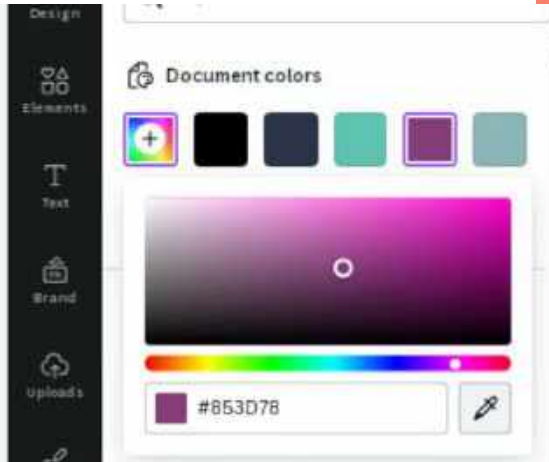 Design
Document colors
Elements
Text
Brand
Uploads
#853D78